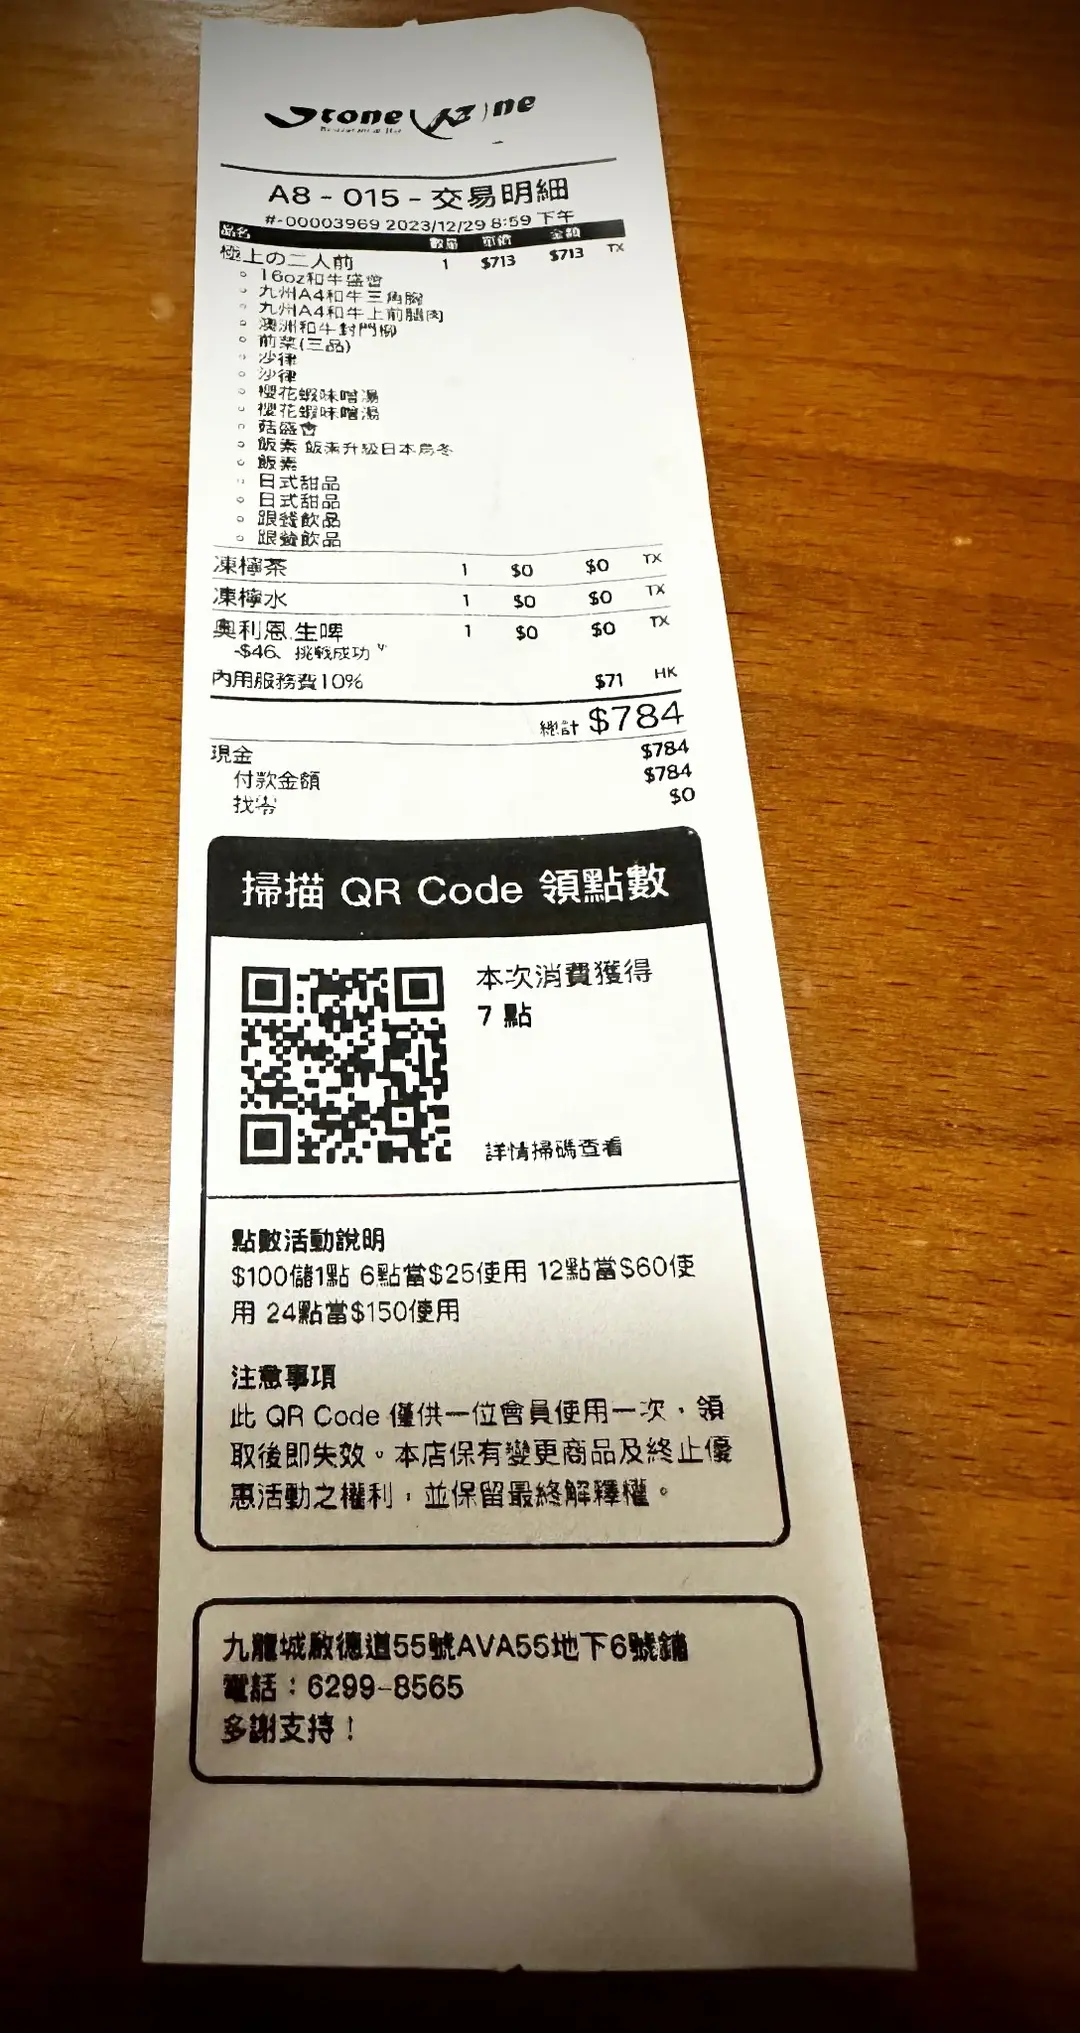 A8 - 015 - 交易明細
#-00003969 2023/12/29 8:59 下午
品名 數量 單價 金額
極上の二人前 1 $713 $713 TX
◦ 16oz和牛盛會
◦ 九州A4和牛三角胸
◦ 九州A4和牛上前腿肉
◦ 澳洲和牛封門柳
◦ 前菜(三品)
◦ 沙律
◦ 沙律
◦ 櫻花蝦味噌湯
◦ 櫻花蝦味噌湯
◦ 菇盛會
◦ 飯素 飯素升級日本烏冬
◦ 飯素
◦ 日式甜品
◦ 日式甜品
◦ 跟餐飲品
◦ 跟餐飲品
凍檸茶 1 $0 $0 TX
凍檸水 1 $0 $0 TX
奧利恩.生啤 1 $0 $0 TX
-$46、挑戰成功
內用服務費10% $71 HK
總計 $784
現金 $784
付款金額 $784
找零 $0
掃描 QR Code 領點數
本次消費獲得
7 點
詳情掃碼查看
點數活動說明
$100儲1點 6點當$25使用 12點當$60使
用 24點當$150使用
注意事項
此 QR Code 僅供一位會員使用一次，領
取後即失效。本店保有變更商品及終止優
惠活動之權利，並保留最終解釋權。
九龍城啟德道55號AVA55地下6號舖
電話：6299-8565
多謝支持！